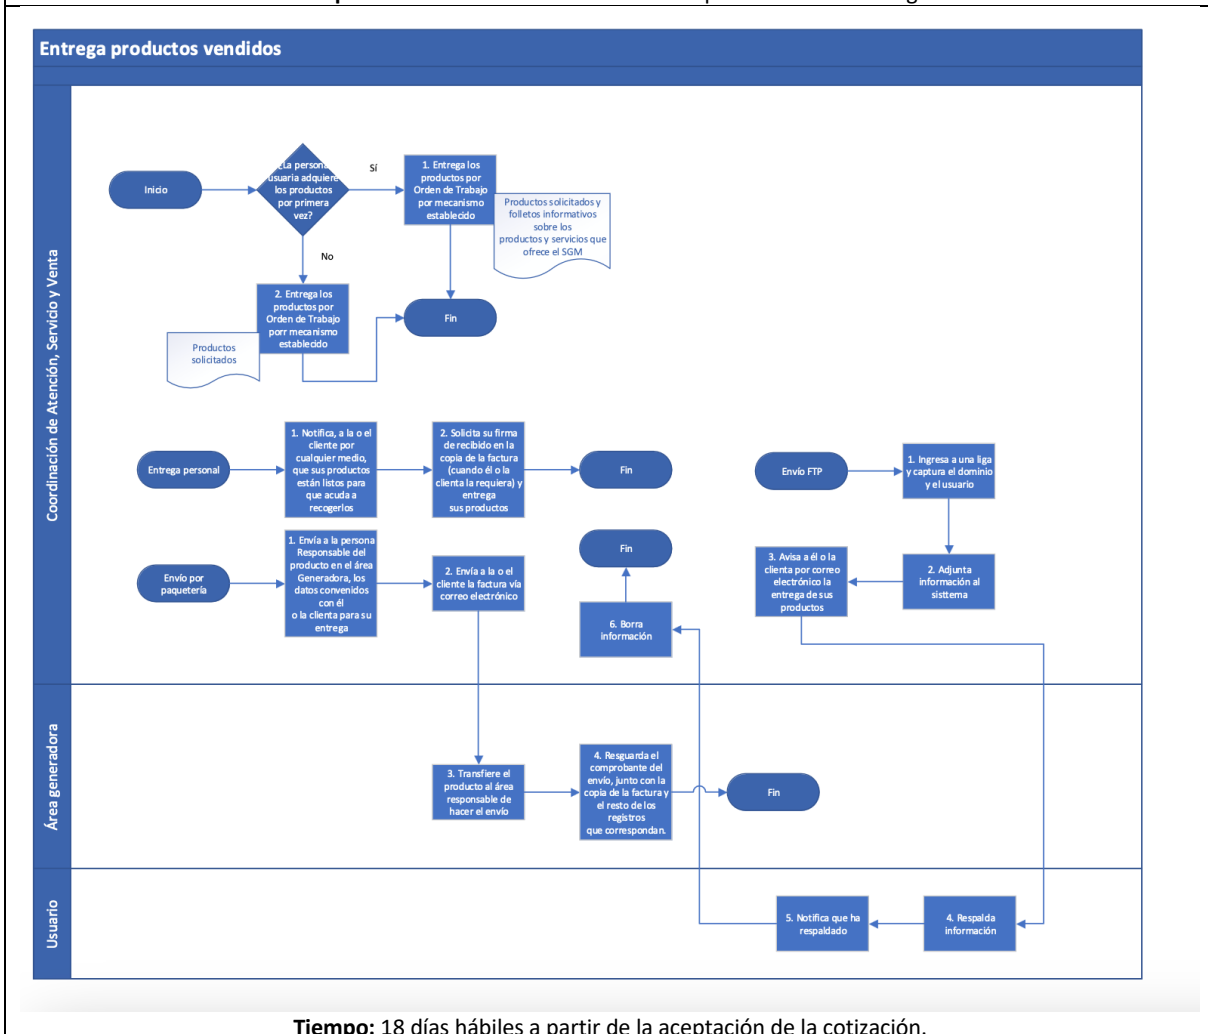 Entrega productos vendidos
Coordinación de Atención, Servicio y Venta
Inicio
¿La persona
usuaria adquiere
los productos
por primera
vez?
Sí
No
1. Entrega los
productos por
Orden de Trabajo
por mecanismo
establecido
Productos solicitados y
folletos informativos
sobre los
productos y servicios que
ofrece el SGM
2. Entrega los
productos por
Orden de Trabajo
porr mecanismo
establecido
Productos
solicitados
Fin
Entrega personal
1. Notifica, a la o el
cliente por
cualquier medio,
que sus productos
están listos para
que acuda a
recogerlos
2. Solicita su firma
de recibido en la
copia de la factura
(cuando él o la
clienta la requiera) y
entrega
sus productos
Fin
Envío FTP
1. Ingresa a una liga
y captura el dominio
y el usuario
Envío por
paquetería
1. Envía a la persona
Responsable del
producto en el área
Generadora, los
datos convenidos
con él
o la clienta para su
entrega
2. Envía a la o el
cliente la factura vía
correo electrónico
Fin
6. Borra
información
3. Avisa a él o la
clienta por correo
electrónico la
entrega de sus
productos
2. Adjunta
información al
sisttema
Área generadora
3. Transfiere el
producto al área
responsable de
hacer el envío
4. Resguarda el
comprobante del
envío, junto con la
copia de la factura y
el resto de los
registros
que correspondan.
Fin
Usuario
5. Notifica que ha
respaldado
4. Respalda
información
Tiempo: 18 días hábiles a partir de la aceptación de la cotización.